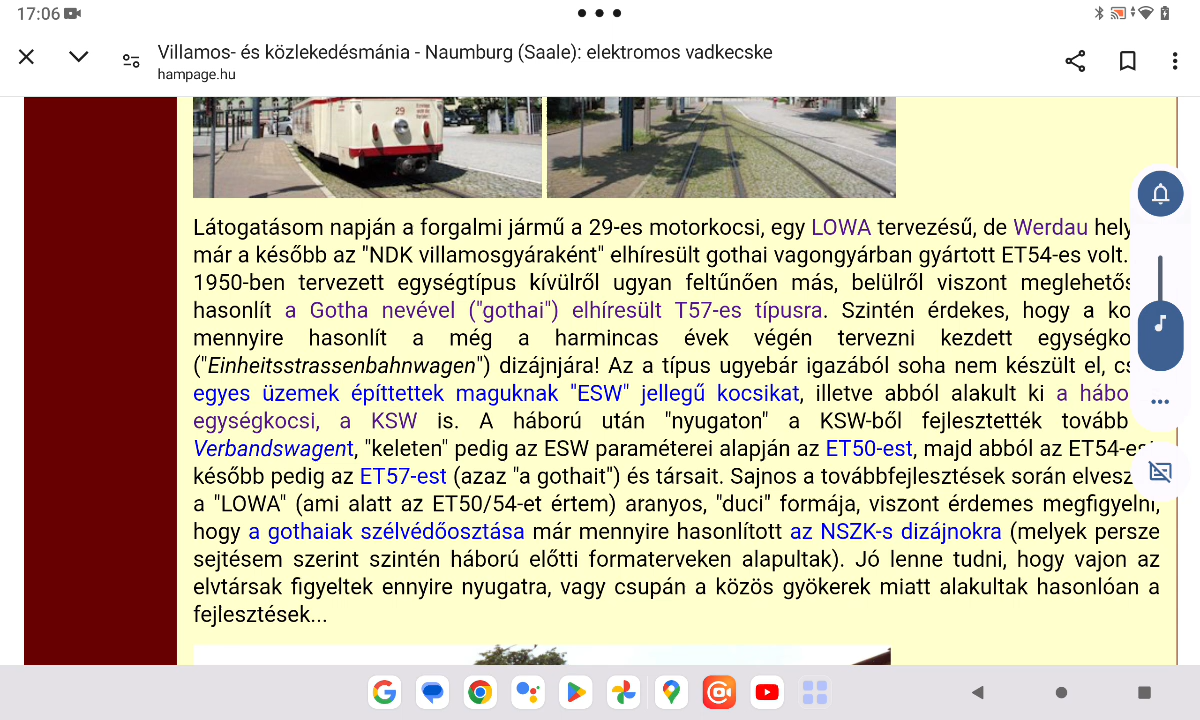 17:06
Villamos- és közlekedésmánia - Naumburg (Saale): elektromos vadkecske
hampage.hu
29
Látogatásom napján a forgalmi jármű a 29-es motorkocsi, egy LOWA tervezésű, de Werdau hely
már a később az "NDK villamosgyáraként" elhíresült gothai vagongyárban gyártott ET54-es volt.
1950-ben tervezett egységtípus kívülről ugyan feltűnően más, belülről viszont meglehetős
hasonlít a Gotha nevével ("gothai") elhíresült T57-es típusra. Szintén érdekes, hogy a ko
mennyire hasonlít a még a harmincas évek végén tervezni kezdett egységko
("Einheitsstrassenbahnwagen") dizájnjára! Az a típus ugyebár igazából soha nem készült el, cs
egyes üzemek építtettek maguknak "ESW" jellegű kocsikat, illetve abból alakult ki a hábo
egységkocsi, a KSW is. A háború után "nyugaton" a KSW-ből fejlesztették tovább
Verbandswagent, "keleten" pedig az ESW paraméterei alapján az ET50-est, majd abból az ET54-es
később pedig az ET57-est (azaz "a gothait") és társait. Sajnos a továbbfejlesztések során elvesz
a "LOWA" (ami alatt az ET50/54-et értem) aranyos, "duci" formája, viszont érdemes megfigyelni,
hogy a gothaiak szélvédőosztása már mennyire hasonlított az NSZK-s dizájnokra (melyek persze
sejtésem szerint szintén háború előtti formaterveken alapultak). Jó lenne tudni, hogy vajon az
elvtársak figyeltek ennyire nyugatra, vagy csupán a közös gyökerek miatt alakultak hasonlóan a
fejlesztések...